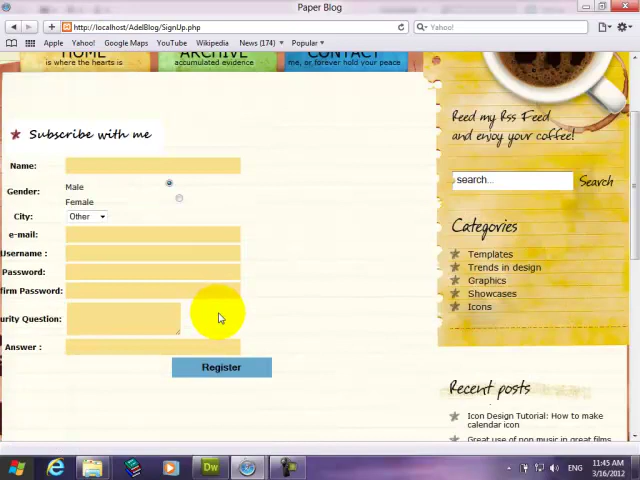 Paper Blog
http://localhost/AdelBlog/SignUp.php
Yahoo!
Apple Yahoo! Google Maps YouTube Wikipedia News (174) Popular
HOME
is where the hearts is
ARCHIVE
accumulated evidence
CONTACT
me, or forever hold your peace
Reed my Rss Feed
and enjoy your coffee!
Subscribe with me
Name:
Gender:
Male
Female
City:
Other
e-mail:
Username :
Password:
firm Password:
urity Question:
Answer :
Register
search...
Search
Categories
Templates
Trends in design
Graphics
Showcases
Icons
Recent posts
Icon Design Tutorial: How to make
calendar icon
Great use of pop music in great films
Dw
ENG
11:45 AM
3/16/2012